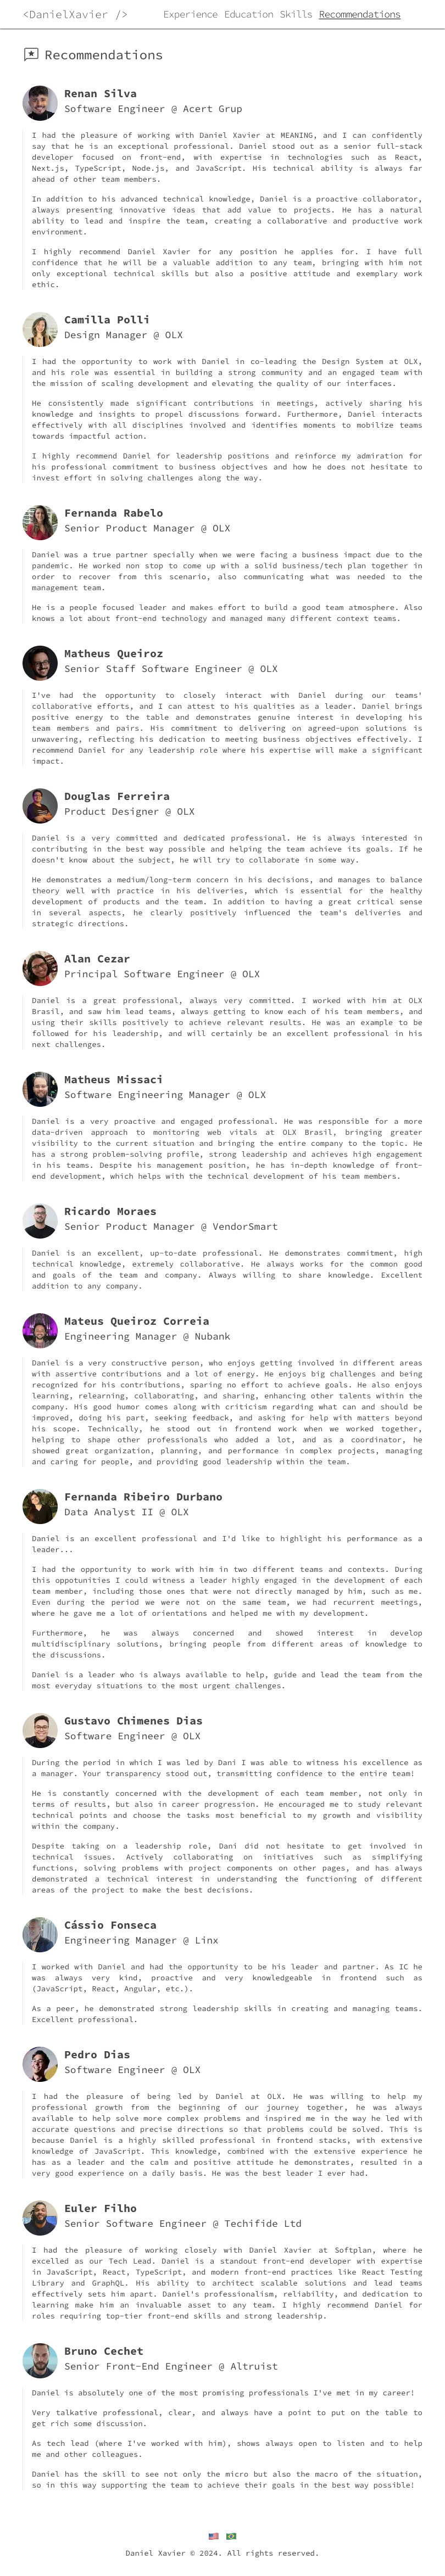 <DanielXavier />
Experience Education Skills Recommendations
Recommendations
Renan Silva
Software Engineer @ Acert Grup
I had the pleasure of working with Daniel Xavier at MEANING, and I can confidently
say that he is an exceptional professional. Daniel stood out as a senior full-stack
developer focused on front-end, with expertise in technologies such as React,
Next.js, TypeScript, Node.js, and JavaScript. His technical ability is always far
ahead of other team members.
In addition to his advanced technical knowledge, Daniel is a proactive collaborator,
always presenting innovative ideas that add value to projects. He has a natural
ability to lead and inspire the team, creating a collaborative and productive work
environment.
I highly recommend Daniel Xavier for any position he applies for. I have full
confidence that he will be a valuable addition to any team, bringing with him not
only exceptional technical skills but also a positive attitude and exemplary work
ethic.
Camilla Polli
Design Manager @ OLX
I had the opportunity to work with Daniel in co-leading the Design System at OLX,
and his role was essential in building a strong community and an engaged team with
the mission of scaling development and elevating the quality of our interfaces.
He consistently made significant contributions in meetings, actively sharing his
knowledge and insights to propel discussions forward. Furthermore, Daniel interacts
effectively with all disciplines involved and identifies moments to mobilize teams
towards impactful action.
I highly recommend Daniel for leadership positions and reinforce my admiration for
his professional commitment to business objectives and how he does not hesitate to
invest effort in solving challenges along the way.
Fernanda Rabelo
Senior Product Manager @ OLX
Daniel was a true partner specially when we were facing a business impact due to the
pandemic. He worked non stop to come up with a solid business/tech plan together in
order to recover from this scenario, also communicating what was needed to the
management team.
He is a people focused leader and makes effort to build a good team atmosphere. Also
knows a lot about front-end technology and managed many different context teams.
Matheus Queiroz
Senior Staff Software Engineer @ OLX
I've had the opportunity to closely interact with Daniel during our teams'
collaborative efforts, and I can attest to his qualities as a leader. Daniel brings
positive energy to the table and demonstrates genuine interest in developing his
team members and pairs. His commitment to delivering on agreed-upon solutions is
unwavering, reflecting his dedication to meeting business objectives effectively. I
recommend Daniel for any leadership role where his expertise will make a significant
impact.
Douglas Ferreira
Product Designer @ OLX
Daniel is a very committed and dedicated professional. He is always interested in
contributing in the best way possible and helping the team achieve its goals. If he
doesn't know about the subject, he will try to collaborate in some way.
He demonstrates a medium/long-term concern in his decisions, and manages to balance
theory well with practice in his deliveries, which is essential for the healthy
development of products and the team. In addition to having a great critical sense
in several aspects, he clearly positively influenced the team's deliveries and
strategic directions.
Alan Cezar
Principal Software Engineer @ OLX
Daniel is a great professional, always very committed. I worked with him at OLX
Brasil, and saw him lead teams, always getting to know each of his team members, and
using their skills positively to achieve relevant results. He was an example to be
followed for his leadership, and will certainly be an excellent professional in his
next challenges.
Matheus Missaci
Software Engineering Manager @ OLX
Daniel is a very proactive and engaged professional. He was responsible for a more
data-driven approach to monitoring web vitals at OLX Brasil, bringing greater
visibility to the current situation and bringing the entire company to the topic. He
has a strong problem-solving profile, strong leadership and achieves high engagement
in his teams. Despite his management position, he has in-depth knowledge of front-
end development, which helps with the technical development of his team members.
Ricardo Moraes
Senior Product Manager @ VendorSmart
Daniel is an excellent, up-to-date professional. He demonstrates commitment, high
technical knowledge, extremely collaborative. He always works for the common good
and goals of the team and company. Always willing to share knowledge. Excellent
addition to any company.
Mateus Queiroz Correia
Engineering Manager @ Nubank
Daniel is a very constructive person, who enjoys getting involved in different areas
with assertive contributions and a lot of energy. He enjoys big challenges and being
recognized for his contributions, sparing no effort to achieve goals. He also enjoys
learning, relearning, collaborating, and sharing, enhancing other talents within the
company. His good humor comes along with criticism regarding what can and should be
improved, doing his part, seeking feedback, and asking for help with matters beyond
his scope. Technically, he stood out in frontend work when we worked together,
helping to shape other professionals who added a lot, and as a coordinator, he
showed great organization, planning, and performance in complex projects, managing
and caring for people, and providing good leadership within the team.
Fernanda Ribeiro Durbano
Data Analyst II @ OLX
Daniel is an excellent professional and I'd like to highlight his performance as a
leader...
I had the opportunity to work with him in two different teams and contexts. During
this oppotunities I could witness a leader highly engaged in the development of each
team member, including those ones that were not directly managed by him, such as me.
Even during the period we were not on the same team, we had recurrent meetings,
where he gave me a lot of orientations and helped me with my development.
Furthermore, he was always concerned and showed interest in develop
multidisciplinary solutions, bringing people from different areas of knowledge to
the discussions.
Daniel is a leader who is always available to help, guide and lead the team from the
most everyday situations to the most urgent challenges.
Gustavo Chimenes Dias
Software Engineer @ OLX
During the period in which I was led by Dani I was able to witness his excellence as
a manager. Your transparency stood out, transmitting confidence to the entire team!
He is constantly concerned with the development of each team member, not only in
terms of results, but also in career progression. He encouraged me to study relevant
technical points and choose the tasks most beneficial to my growth and visibility
within the company.
Despite taking on a leadership role, Dani did not hesitate to get involved in
technical issues. Actively collaborating on initiatives such as simplifying
functions, solving problems with project components on other pages, and has always
demonstrated a technical interest in understanding the functioning of different
areas of the project to make the best decisions.
Cássio Fonseca
Engineering Manager @ Linx
I worked with Daniel and had the opportunity to be his leader and partner. As IC he
was always very kind, proactive and very knowledgeable in frontend such as
(JavaScript, React, Angular, etc.).
As a peer, he demonstrated strong leadership skills in creating and managing teams.
Excellent professional.
Pedro Dias
Software Engineer @ OLX
I had the pleasure of being led by Daniel at OLX. He was willing to help my
professional growth from the beginning of our journey together, he was always
available to help solve more complex problems and inspired me in the way he led with
accurate questions and precise directions so that problems could be solved. This is
because Daniel is a highly skilled professional in frontend stacks, with extensive
knowledge of JavaScript. This knowledge, combined with the extensive experience he
has as a leader and the calm and positive attitude he demonstrates, resulted in a
very good experience on a daily basis. He was the best leader I ever had.
Euler Filho
Senior Software Engineer @ Techifide Ltd
I had the pleasure of working closely with Daniel Xavier at Softplan, where he
excelled as our Tech Lead. Daniel is a standout front-end developer with expertise
in JavaScript, React, TypeScript, and modern front-end practices like React Testing
Library and GraphQL. His ability to architect scalable solutions and lead teams
effectively sets him apart. Daniel's professionalism, reliability, and dedication to
learning make him an invaluable asset to any team. I highly recommend Daniel for
roles requiring top-tier front-end skills and strong leadership.
Bruno Cechet
Senior Front-End Engineer @ Altruist
Daniel is absolutely one of the most promising professionals I've met in my career!
Very talkative professional, clear, and always have a point to put on the table to
get rich some discussion.
As tech lead (where I've worked with him), shows always open to listen and to help
me and other colleagues.
Daniel has the skill to see not only the micro but also the macro of the situation,
so in this way supporting the team to achieve their goals in the best way possible!
Daniel Xavier © 2024. All rights reserved.